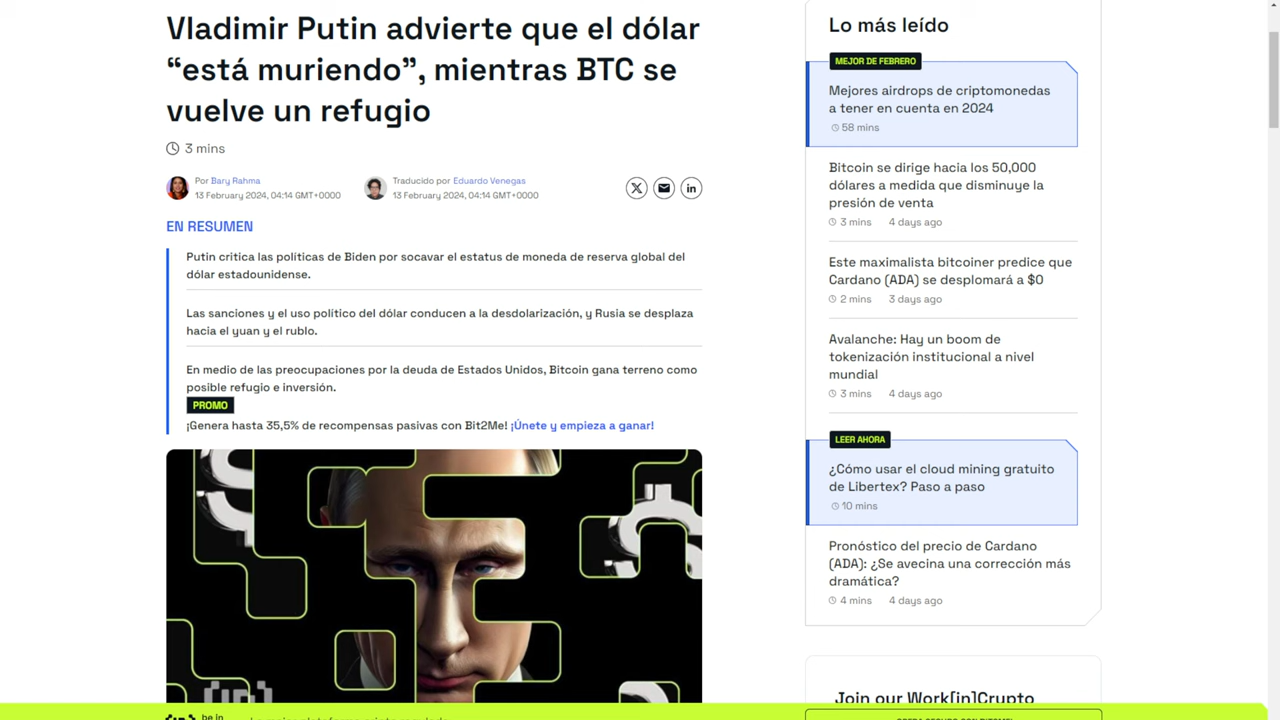 Vladimir Putin advierte que el dólar
“está muriendo”, mientras BTC se
vuelve un refugio
3 mins
Por Bary Rahma
13 February 2024, 04:14 GMT+0000
Traducido por Eduardo Venegas
13 February 2024, 04:14 GMT+0000
EN RESUMEN
Putin critica las políticas de Biden por socavar el estatus de moneda de reserva global del
dólar estadounidense.
Las sanciones y el uso político del dólar conducen a la desdolarización, y Rusia se desplaza
hacia el yuan y el rublo.
En medio de las preocupaciones por la deuda de Estados Unidos, Bitcoin gana terreno como
posible refugio e inversión.
PROMO
¡Genera hasta 35,5% de recompensas pasivas con Bit2Me! ¡Únete y empieza a ganar!
Lo más leído
MEJOR DE FEBRERO
Mejores airdrops de criptomonedas
a tener en cuenta en 2024
58 mins
Bitcoin se dirige hacia los 50,000
dólares a medida que disminuye la
presión de venta
3 mins 4 days ago
Este maximalista bitcoiner predice que
Cardano (ADA) se desplomará a $0
2 mins 3 days ago
Avalanche: Hay un boom de
tokenización institucional a nivel
mundial
3 mins 4 days ago
LEER AHORA
¿Cómo usar el cloud mining gratuito
de Libertex? Paso a paso
10 mins
Pronóstico del precio de Cardano
(ADA): ¿Se avecina una corrección más
dramática?
4 mins 4 days ago
Join our Work[in]Crypto
be in